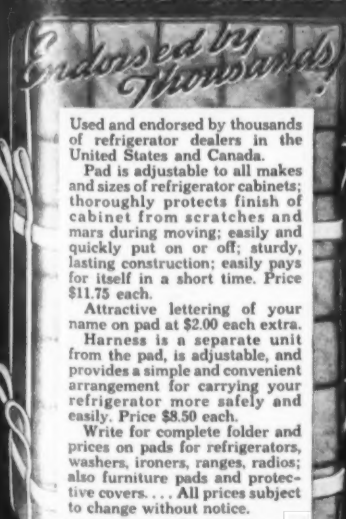 Endorsed by
Thousands!
Used and endorsed by thousands
of refrigerator dealers in the
United States and Canada.
Pad is adjustable to all makes
and sizes of refrigerator cabinets;
thoroughly protects finish of
cabinet from scratches and
mars during moving; easily and
quickly put on or off; sturdy,
lasting construction; easily pays
for itself in a short time. Price
$11.75 each.
Attractive lettering of your
name on pad at $2.00 each extra.
Harness is a separate unit
from the pad, is adjustable, and
provides a simple and convenient
arrangement for carrying your
refrigerator more safely and
easily. Price $8.50 each.
Write for complete folder and
prices on pads for refrigerators,
washers, ironers, ranges, radios;
also furniture pads and protec-
tive covers.... All prices subject
to change without notice.